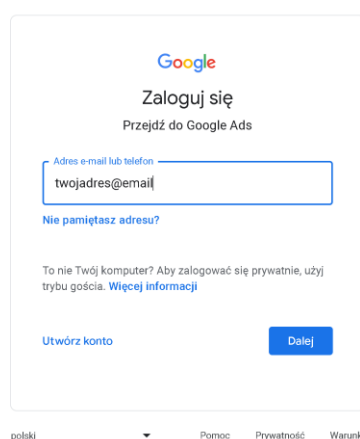 Google
Zaloguj się
Przejdź do Google Ads
Adres e-mail lub telefon
twojadres@email
Nie pamiętasz adresu?
To nie Twój komputer? Aby zalogować się prywatnie, użyj
trybu gościa. Więcej informacji
Utwórz konto Dalej
polski Pomoc Prywatność Warunk